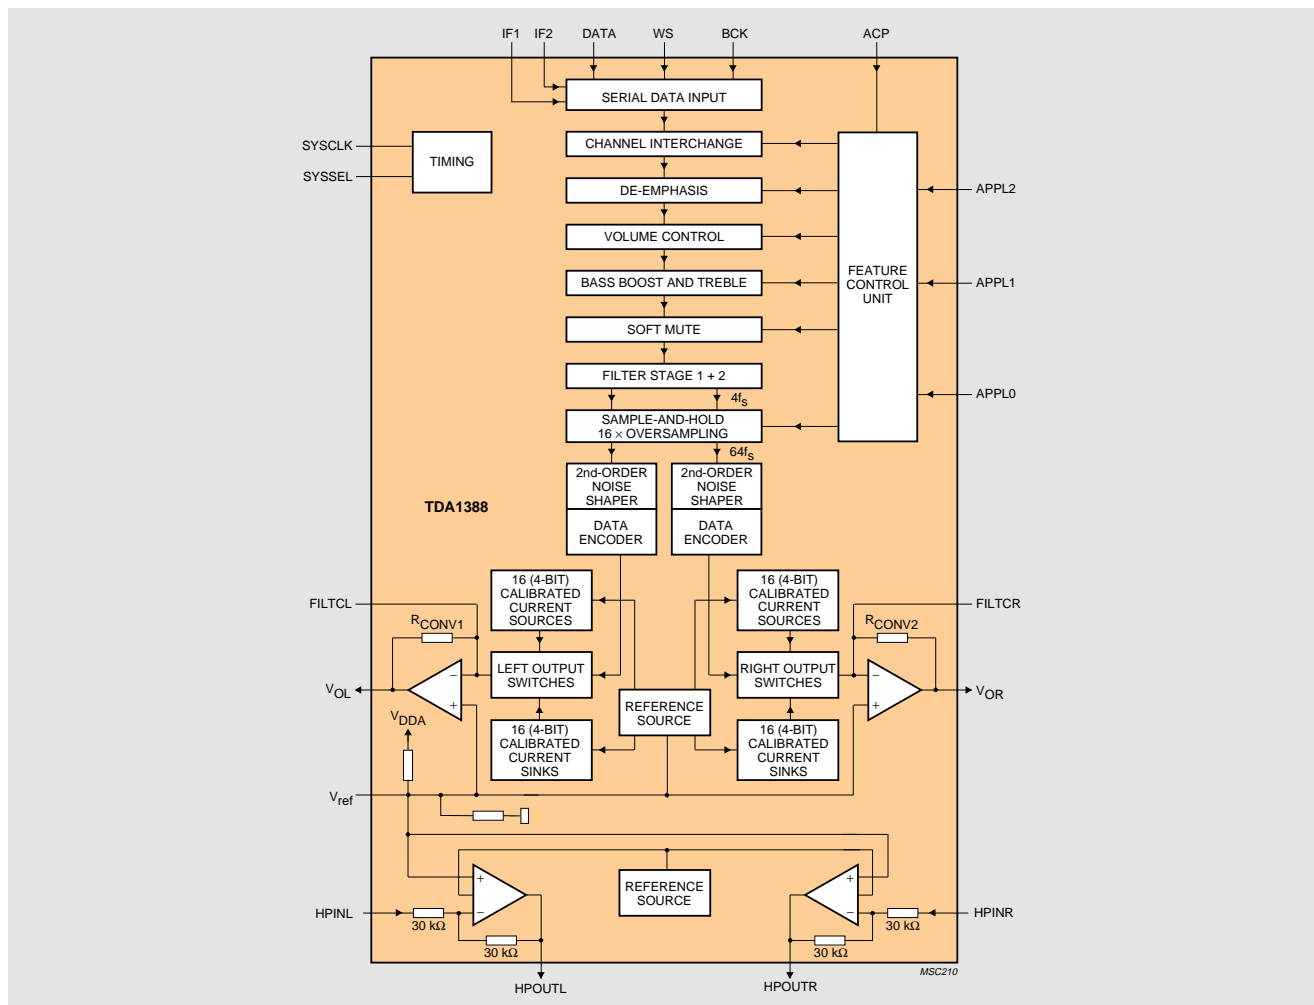 IF1 IF2 DATA WS BCK ACP
SERIAL DATA INPUT
SYSCLK
SYSSEL
TIMING
CHANNEL INTERCHANGE
DE-EMPHASIS
VOLUME CONTROL
BASS BOOST AND TREBLE
SOFT MUTE
FILTER STAGE 1 + 2
4fs
SAMPLE-AND-HOLD
16 × OVERSAMPLING
64fs
FEATURE
CONTROL
UNIT
APPL2
APPL1
APPL0
2nd-ORDER
NOISE
SHAPER
DATA
ENCODER
2nd-ORDER
NOISE
SHAPER
DATA
ENCODER
TDA1388
16 (4-BIT)
CALIBRATED
CURRENT
SOURCES
16 (4-BIT)
CALIBRATED
CURRENT
SOURCES
FILTCL
FILTCR
RCONV1
RCONV2
LEFT OUTPUT
SWITCHES
RIGHT OUTPUT
SWITCHES
−
+
−
+
VOL
VOR
REFERENCE
SOURCE
VDDA
16 (4-BIT)
CALIBRATED
CURRENT
SINKS
16 (4-BIT)
CALIBRATED
CURRENT
SINKS
Vref
+
−
+
−
REFERENCE
SOURCE
HPINL
30 kΩ
30 kΩ
HPINR
30 kΩ
30 kΩ
MSC210
HPOUTL
HPOUTR